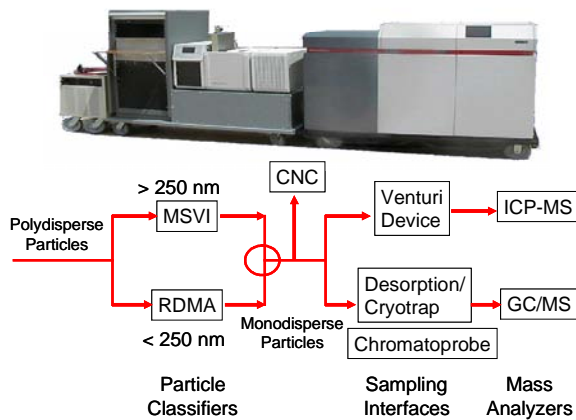 > 250 nm
CNC
MSVI
Venturi
Device
ICP-MS
Polydisperse
Particles
RDMA
< 250 nm
Monodisperse
Particles
Desorption/
Cryotrap
GC/MS
Chromatoprobe
Particle
Classifiers
Sampling
Interfaces
Mass
Analyzers